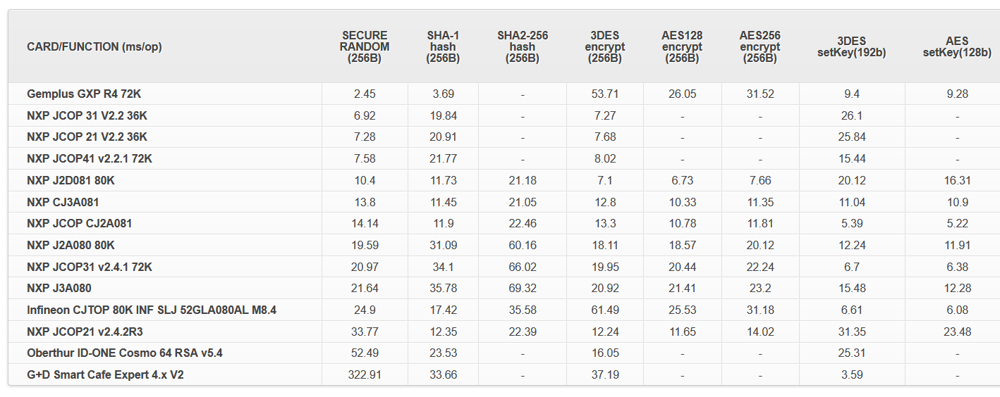 CARD/FUNCTION (ms/op) SECURE RANDOM (256B) SHA-1 hash (256B) SHA2-256 hash (256B) 3DES encrypt (256B) AES128 encrypt (256B) AES256 encrypt (256B) 3DES setKey(192b) AES setKey(128b)
Gemplus GXP R4 72K 2.45 3.69 - 53.71 26.05 31.52 9.4 9.28
NXP JCOP 31 V2.2 36K 6.92 19.84 - 7.27 - - 26.1 -
NXP JCOP 21 V2.2 36K 7.28 20.91 - 7.68 - - 25.84 -
NXP JCOP41 v2.2.1 72K 7.58 21.77 - 8.02 - - 15.44 -
NXP J2D081 80K 10.4 11.73 21.18 7.1 6.73 7.66 20.12 16.31
NXP CJ3A081 13.8 11.45 21.05 12.8 10.33 11.35 11.04 10.9
NXP JCOP CJ2A081 14.14 11.9 22.46 13.3 10.78 11.81 5.39 5.22
NXP J2A080 80K 19.59 31.09 60.16 18.11 18.57 20.12 12.24 11.91
NXP JCOP31 v2.4.1 72K 20.97 34.1 66.02 19.95 20.44 22.24 6.7 6.38
NXP J3A080 21.64 35.78 69.32 20.92 21.41 23.2 15.48 12.28
Infineon CJTOP 80K INF SLJ 52GLA080AL M8.4 24.9 17.42 35.58 61.49 25.53 31.18 6.61 6.08
NXP JCOP21 v2.4.2R3 33.77 12.35 22.39 12.24 11.65 14.02 31.35 23.48
Oberthur ID-ONE Cosmo 64 RSA v5.4 52.49 23.53 - 16.05 - - 25.31 -
G+D Smart Cafe Expert 4.x V2 322.91 33.66 - 37.19 - - 3.59 -